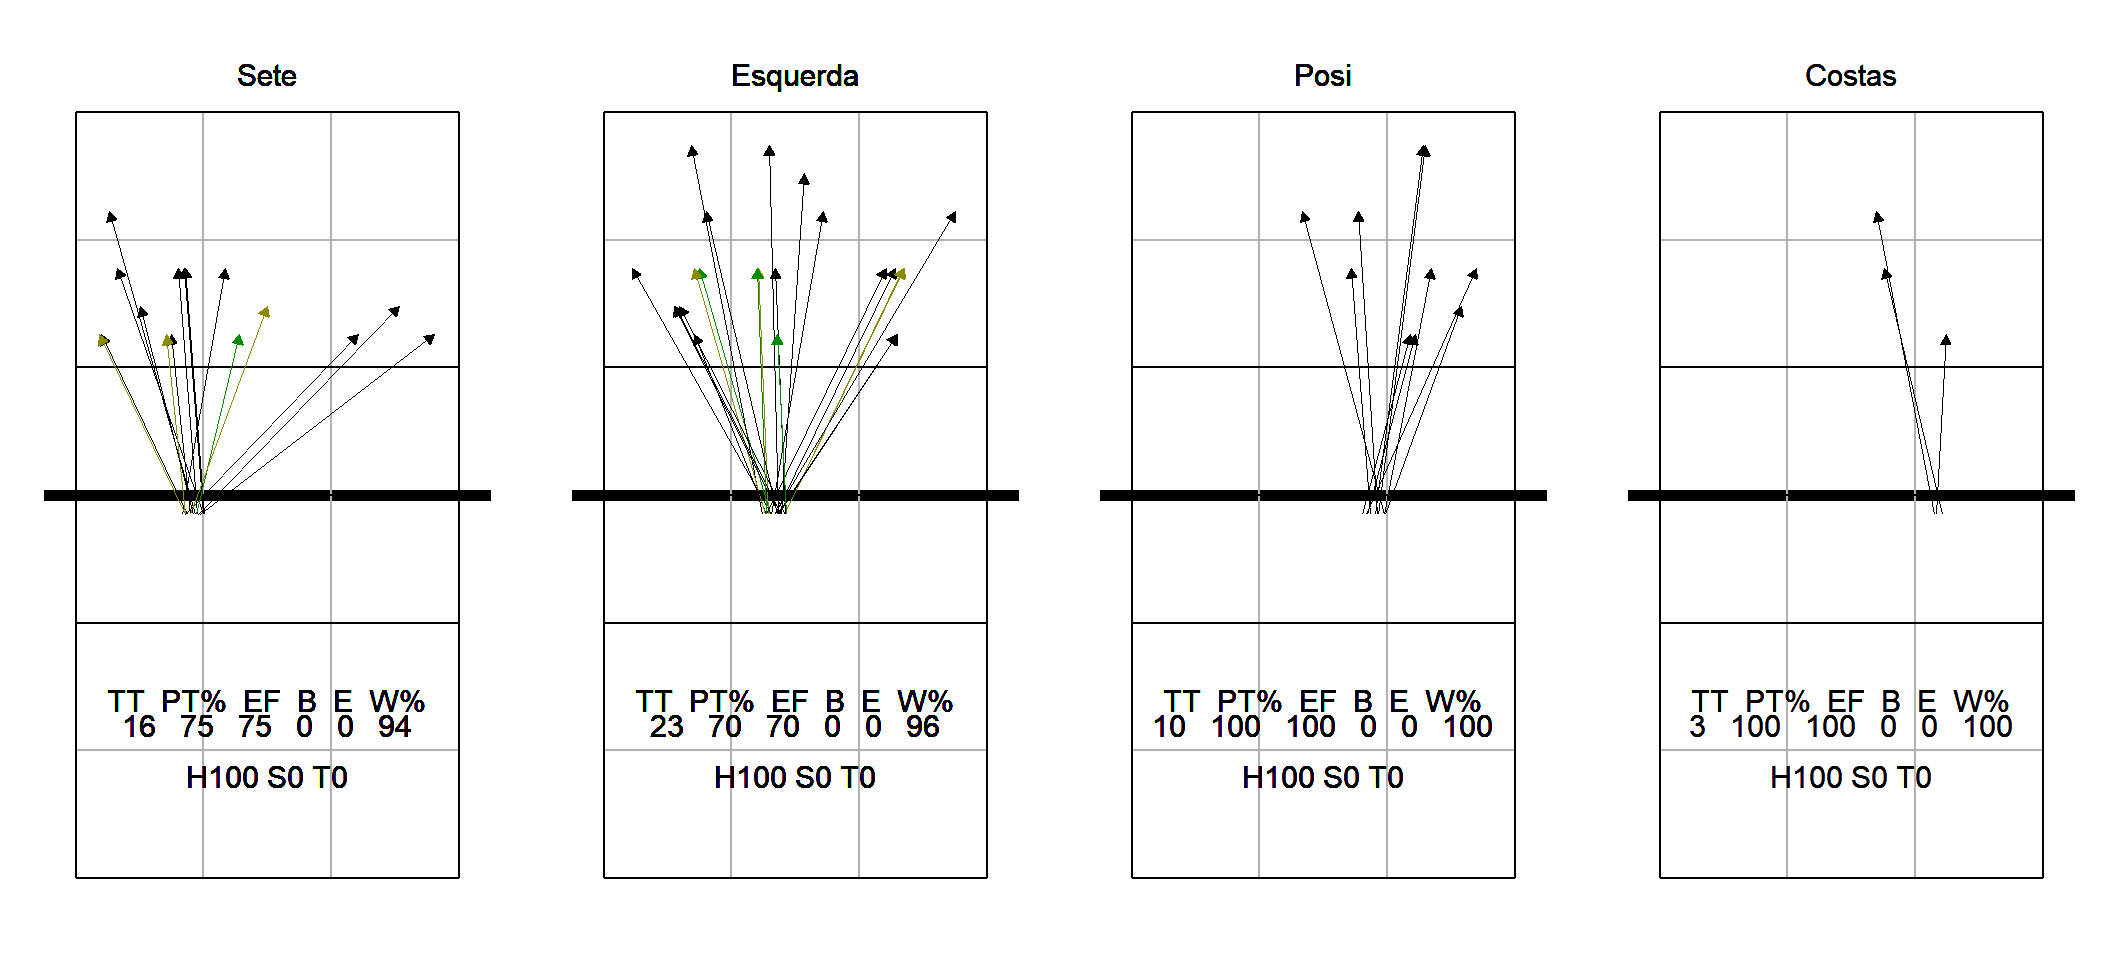 Sete
TT PT% EF B E W%
16 75 75 0 0 94
H100 S0 T0
Esquerda
TT PT% EF B E W%
23 70 70 0 0 96
H100 S0 T0
Posi
TT PT% EF B E W%
10 100 100 0 0 100
H100 S0 T0
Costas
TT PT% EF B E W%
3 100 100 0 0 100
H100 S0 T0